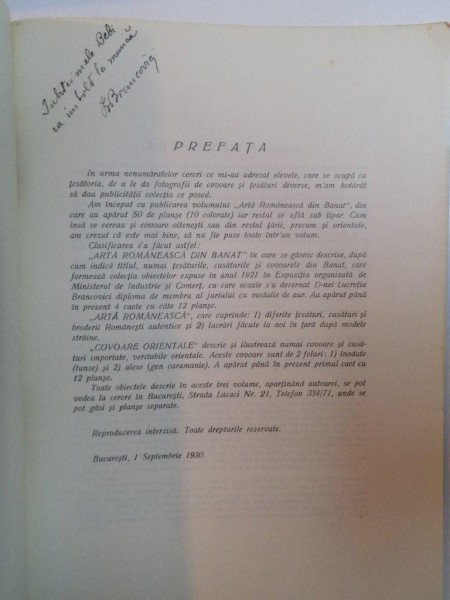 Iubitei mele Bebi
ca imbold la muncă
LBrancovici
PREFAȚA
In urma nenumăratelor cereri ce mi-au adresat elevele, care se ocupă cu
țesătoria, de a le da fotografii de covoare și țesături diverse, m'am hotărât
să dau publicității colecția ce posed.
Am început cu publicarea volumului „Artă Românească din Banat", din
care au apărut 50 de planșe (10 colorate) iar restul se află sub tipar. Cum
însă se cereau și covoare oltenești sau din restul țării, precum și orientale,
am crezut că este mai bine, să nu fie puse toate într'un volum.
Clasificarea s'a făcut astfel:
„ARTĂ ROMÂNEASCĂ DIN BANAT" în care se găsesc descrise, după
cum indică titlul, numai țesăturile, cusăturile și covoarele din Banat, care
formează colecția obiectelor expuse în anul 1921 în Expoziția organizată de
Ministerul de Industrie și Comerț, cu care ocazie s'a decernat D-nei Lucreția
Brancovici diploma de membra al juriului cu medalie de aur. Au apărut până
în prezent 4 caete cu câte 12 planșe.
„ARTĂ ROMÂNEASCĂ", care cuprinde: 1) diferite țesături, cusături și
broderii Românești autentice și 2) lucrări făcute la noi în țară după modele
străine.
„COVOARE ORIENTALE" descrie și ilustrează numai covoare și cusă-
turi importate, veritabile orientale. Aceste covoare sunt de 2 feluri: 1) înodate
(tunse) și 2) alese (gen caramanie). A apărut până în prezent primul caet cu
12 planșe.
Toate obiectele descrie în aceste trei volume, aparținând autoarei, se pot
vedea la cerere în București, Strada Lucaci Nr. 21, Telefon 334/71, unde se
pot găsi și planșe separate.
Reproducerea interzisă. Toate drepturile rezervate.
București, 1 Septembrie 1930.